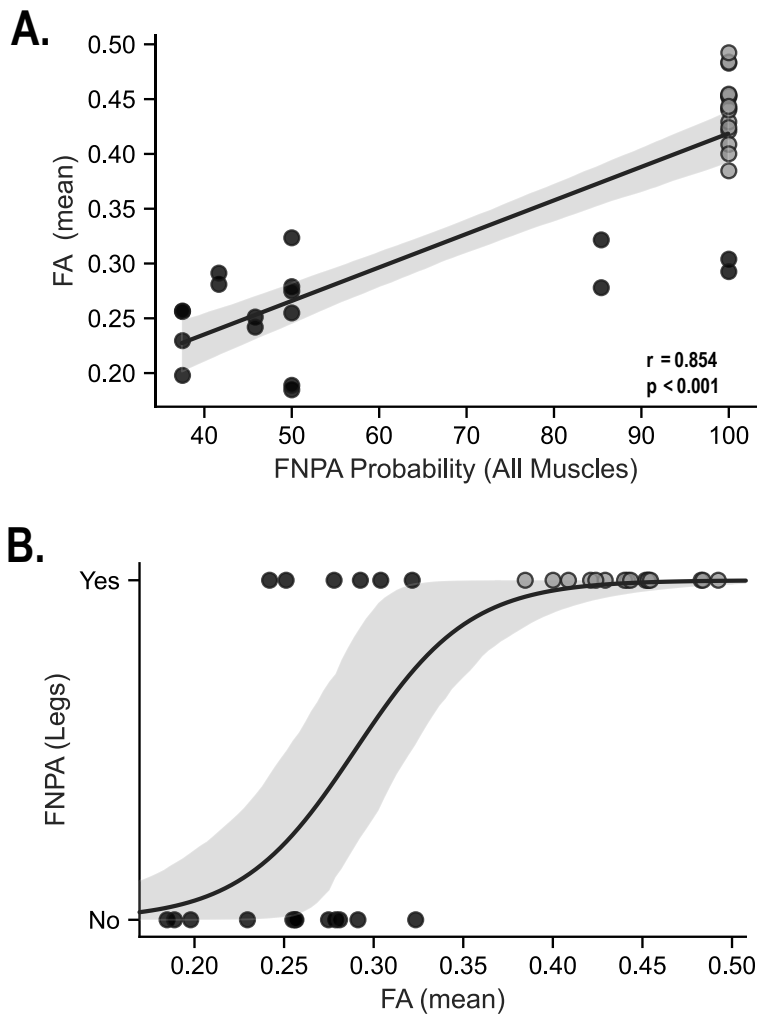 A.
0.50
0.45
0.40
0.35
0.30
0.25
0.20
FA (mean)
r = 0.854
p < 0.001
40 50 60 70 80 90 100
FNPA Probability (All Muscles)
B.
Yes
No
FNPA (Legs)
0.20 0.25 0.30 0.35 0.40 0.45 0.50
FA (mean)